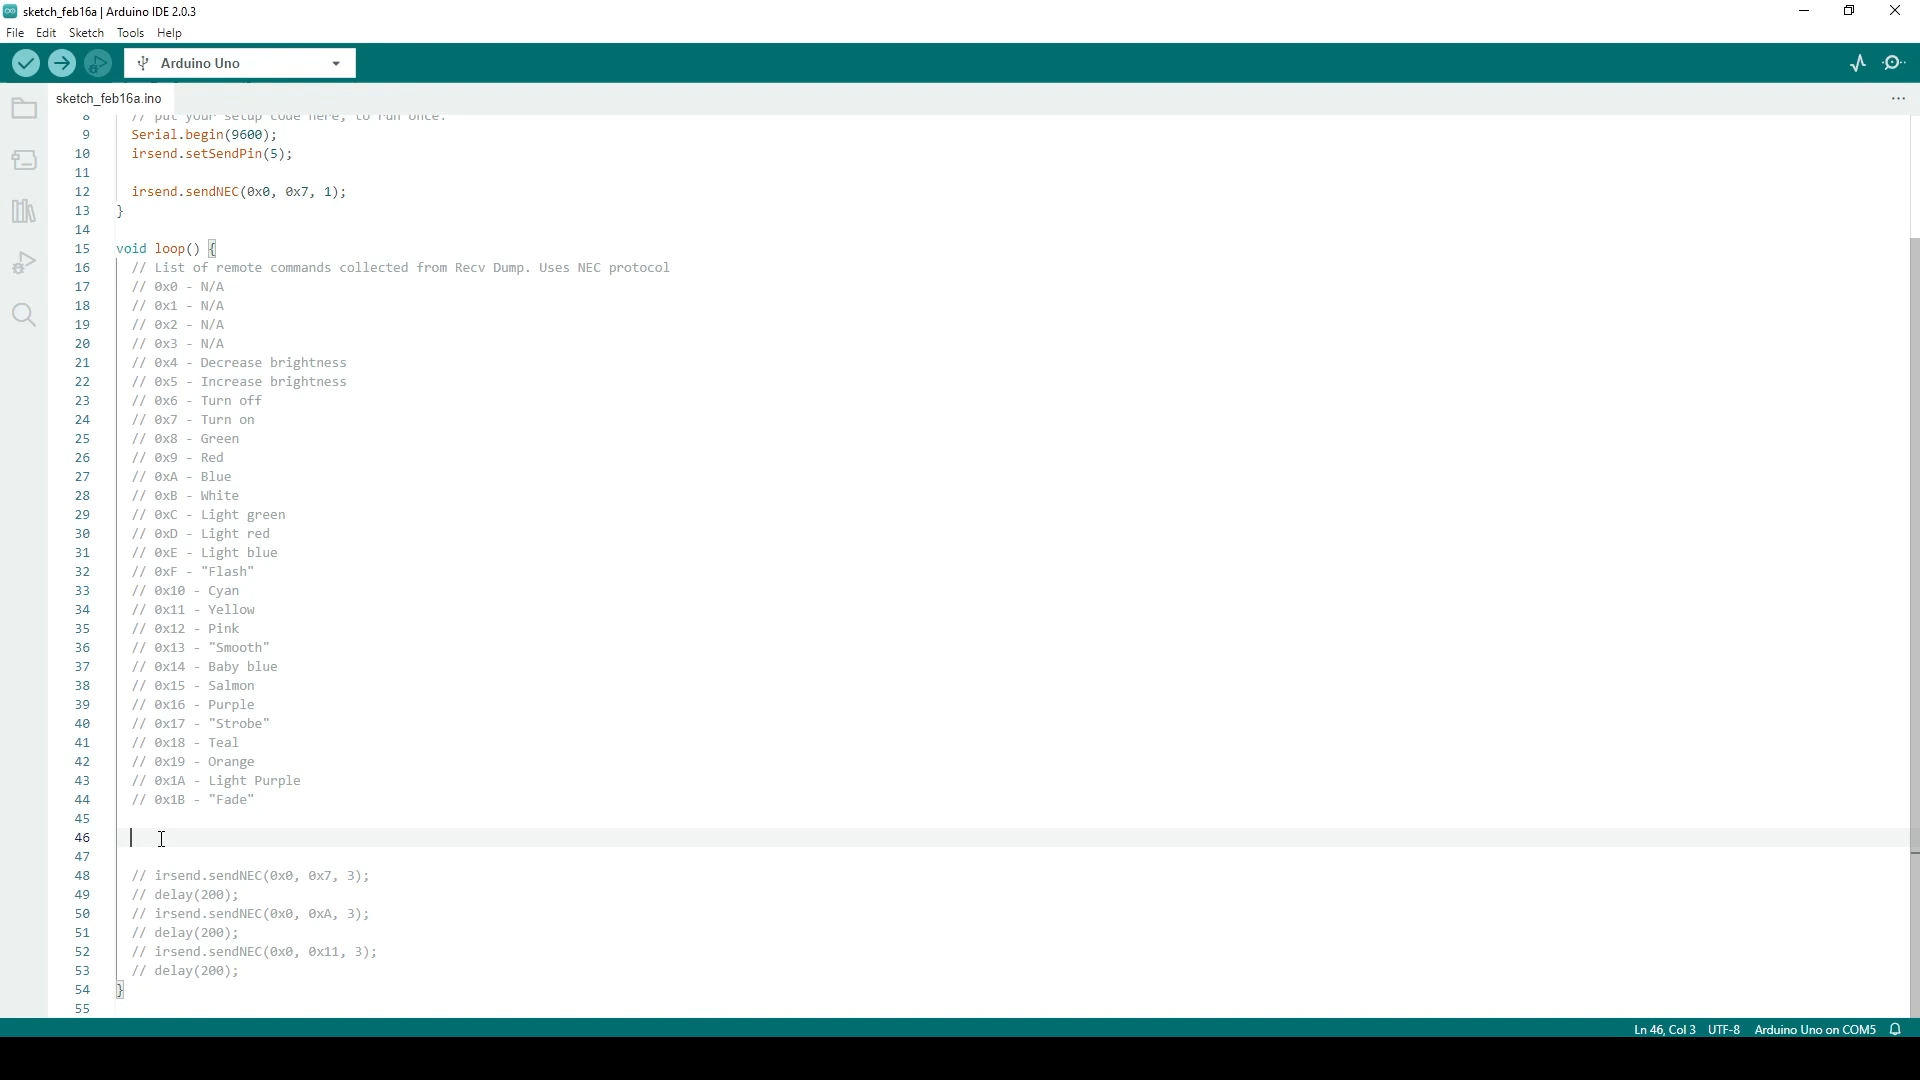 sketch_feb16a | Arduino IDE 2.0.3
File Edit Sketch Tools Help
Arduino Uno
sketch_feb16a.ino
8 // put your setup code here, to run once:
9 Serial.begin(9600);
10 irsend.setSendPin(5);
11
12 irsend.sendNEC(0x0, 0x7, 1);
13 }
14
15 void loop() {
16 // List of remote commands collected from Recv Dump. Uses NEC protocol
17 // 0x0 - N/A
18 // 0x1 - N/A
19 // 0x2 - N/A
20 // 0x3 - N/A
21 // 0x4 - Decrease brightness
22 // 0x5 - Increase brightness
23 // 0x6 - Turn off
24 // 0x7 - Turn on
25 // 0x8 - Green
26 // 0x9 - Red
27 // 0xA - Blue
28 // 0xB - White
29 // 0xC - Light green
30 // 0xD - Light red
31 // 0xE - Light blue
32 // 0xF - "Flash"
33 // 0x10 - Cyan
34 // 0x11 - Yellow
35 // 0x12 - Pink
36 // 0x13 - "Smooth"
37 // 0x14 - Baby blue
38 // 0x15 - Salmon
39 // 0x16 - Purple
40 // 0x17 - "Strobe"
41 // 0x18 - Teal
42 // 0x19 - Orange
43 // 0x1A - Light Purple
44 // 0x1B - "Fade"
45
46
47
48 // irsend.sendNEC(0x0, 0x7, 3);
49 // delay(200);
50 // irsend.sendNEC(0x0, 0xA, 3);
51 // delay(200);
52 // irsend.sendNEC(0x0, 0x11, 3);
53 // delay(200);
54 }
55
Ln 46, Col 3 UTF-8 Arduino Uno on COM5